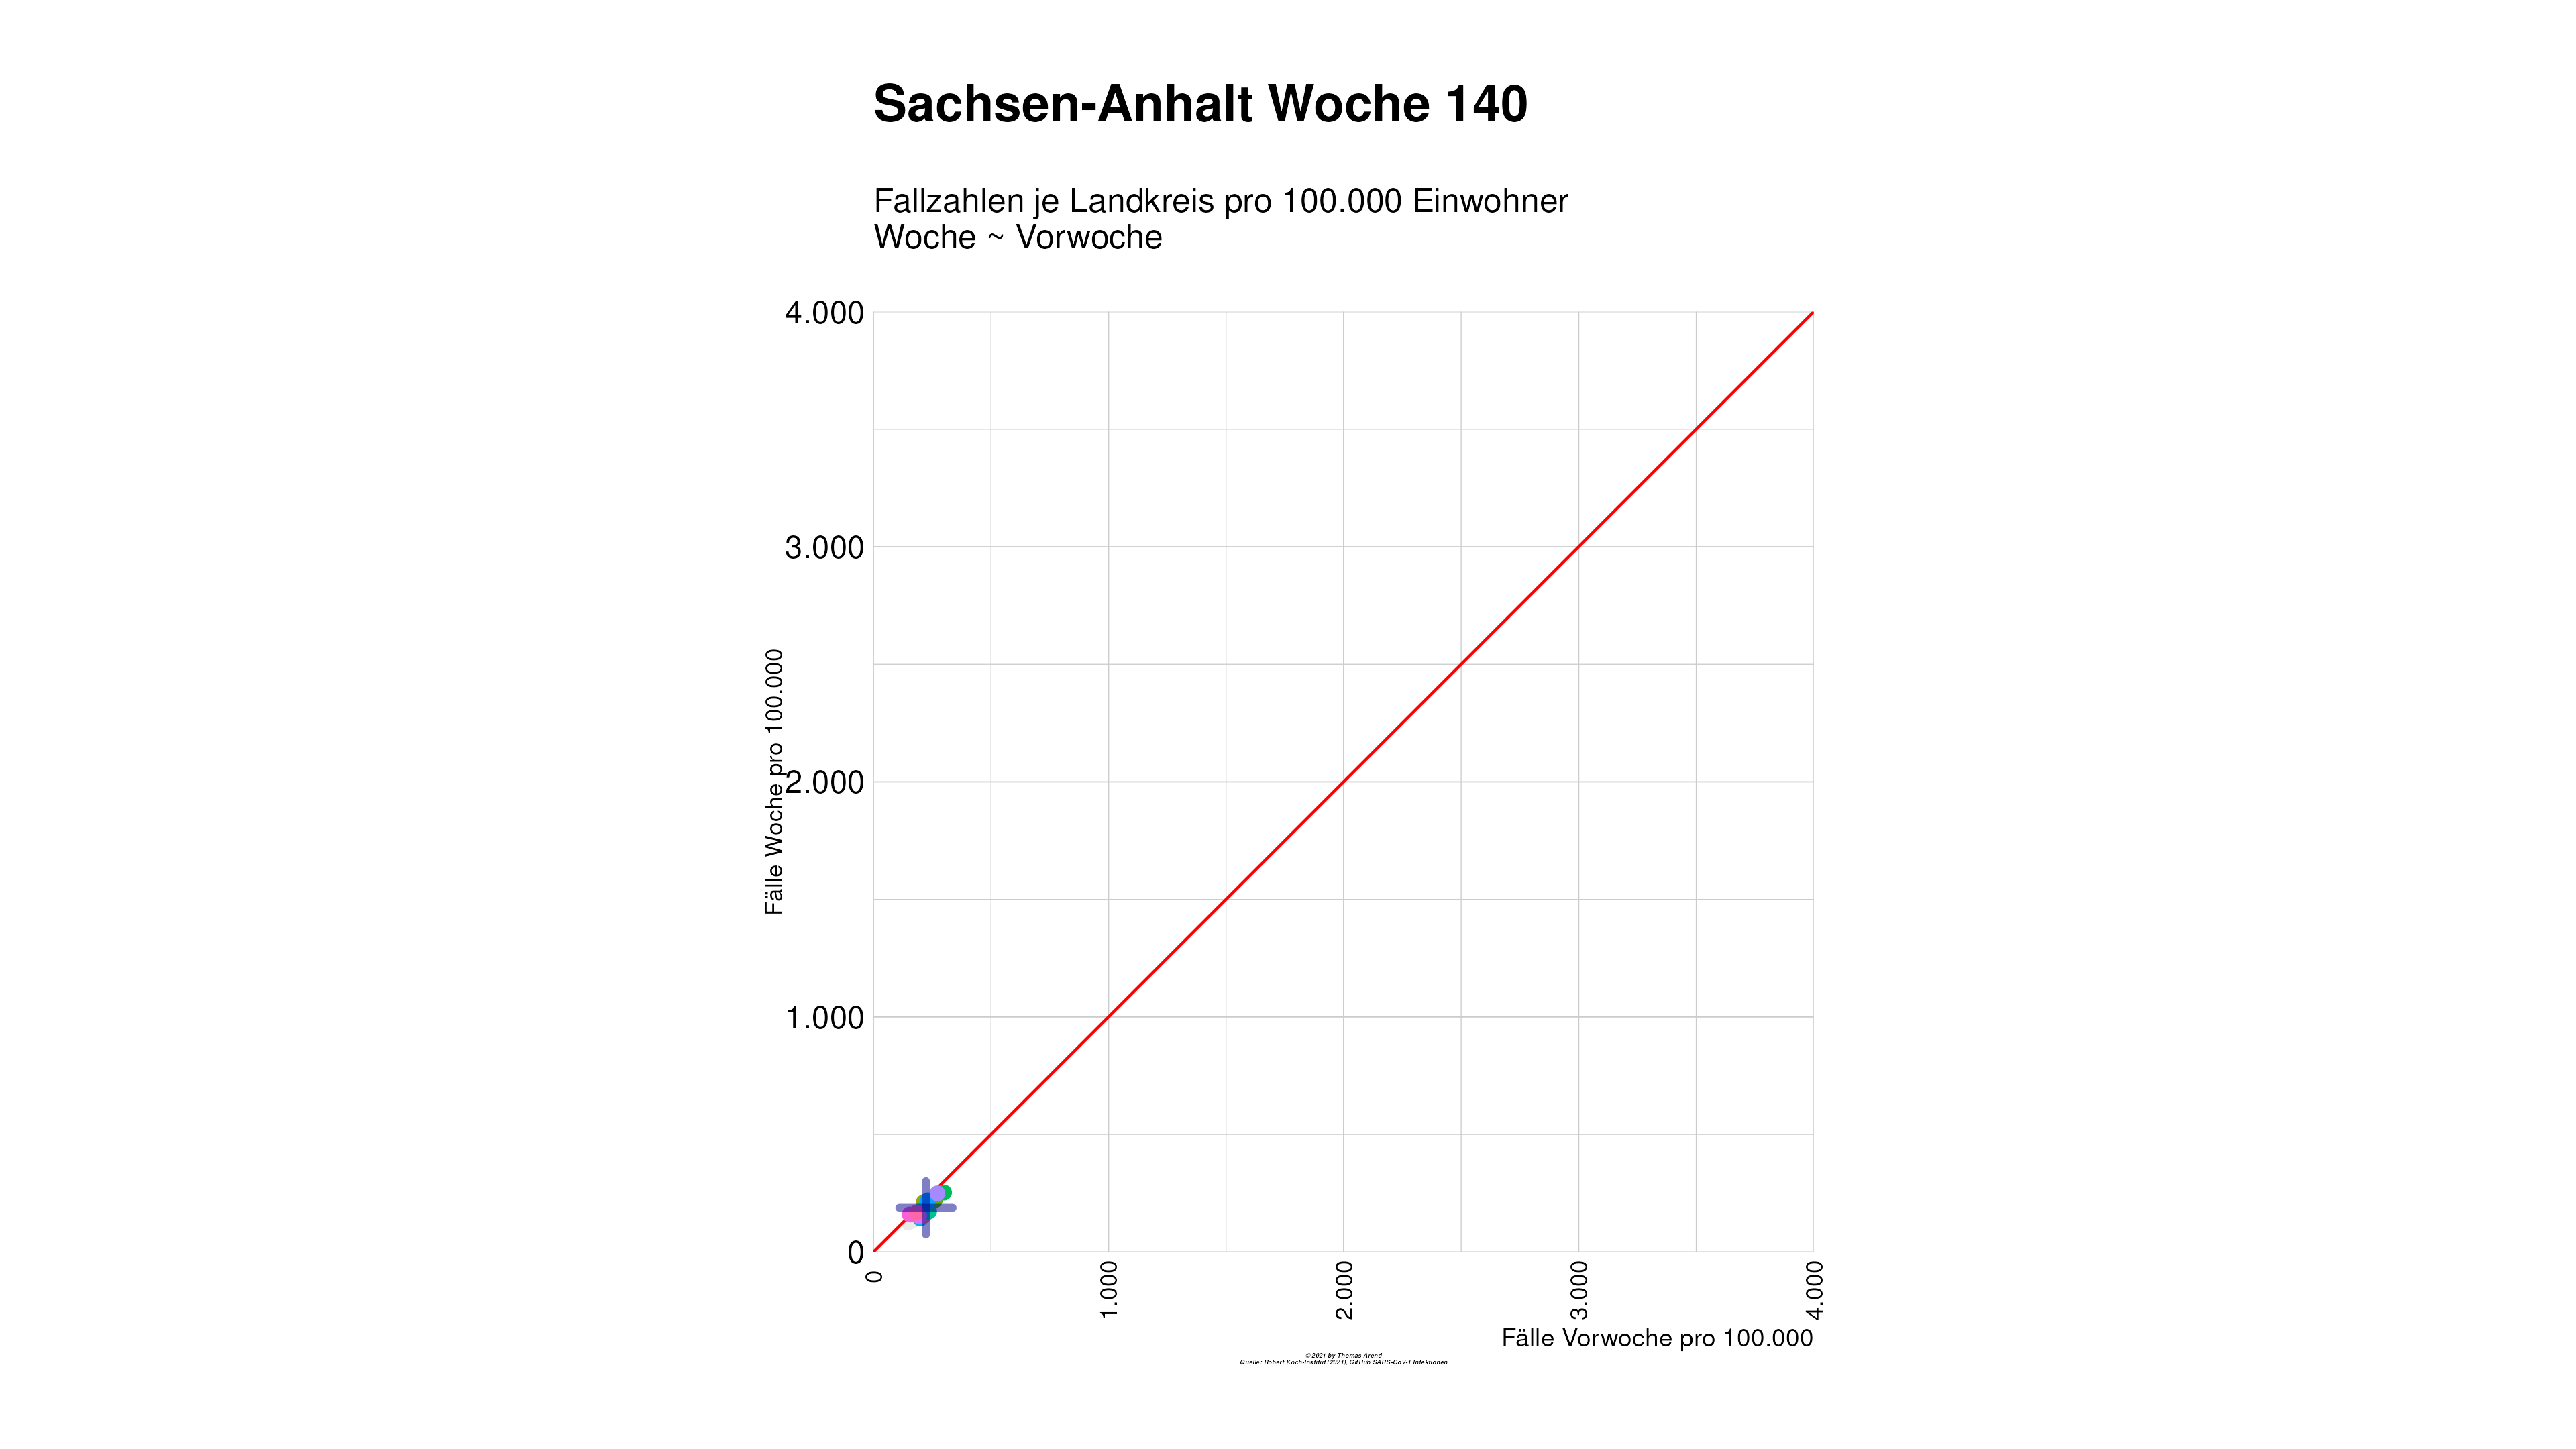 Sachsen-Anhalt Woche 140
Fallzahlen je Landkreis pro 100.000 Einwohner
Woche ~ Vorwoche
4.000
3.000
2.000
1.000
0
Fälle Woche pro 100.000
0
1.000
2.000
3.000
4.000
Fälle Vorwoche pro 100.000
© 2021 by Thomas Arend
Quelle: Robert Koch-Institut (2021), GitHub SARS-CoV-1 Infektionen